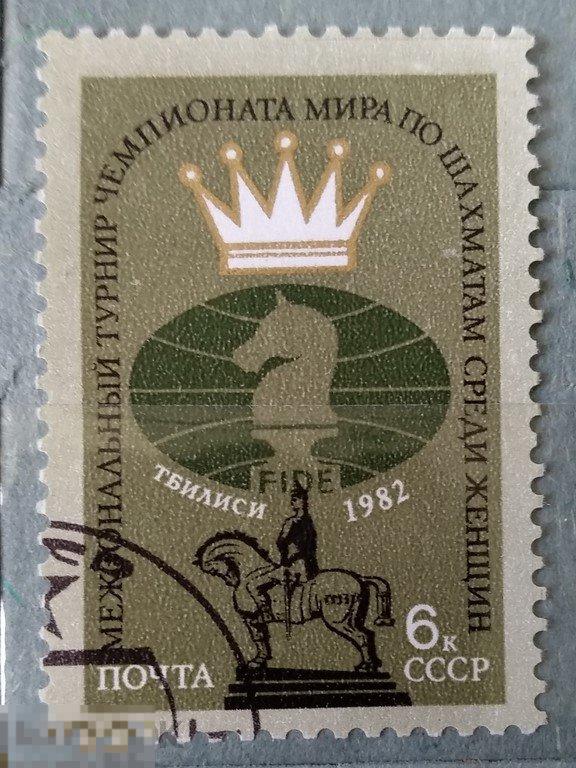 МЕЖЗОНАЛЬНЫЙ ТУРНИР ЧЕМПИОНАТА МИРА ПО ШАХМАТАМ СРЕДИ ЖЕНЩИН
FIDE
ТБИЛИСИ 1982
6к
ПОЧТА СССР